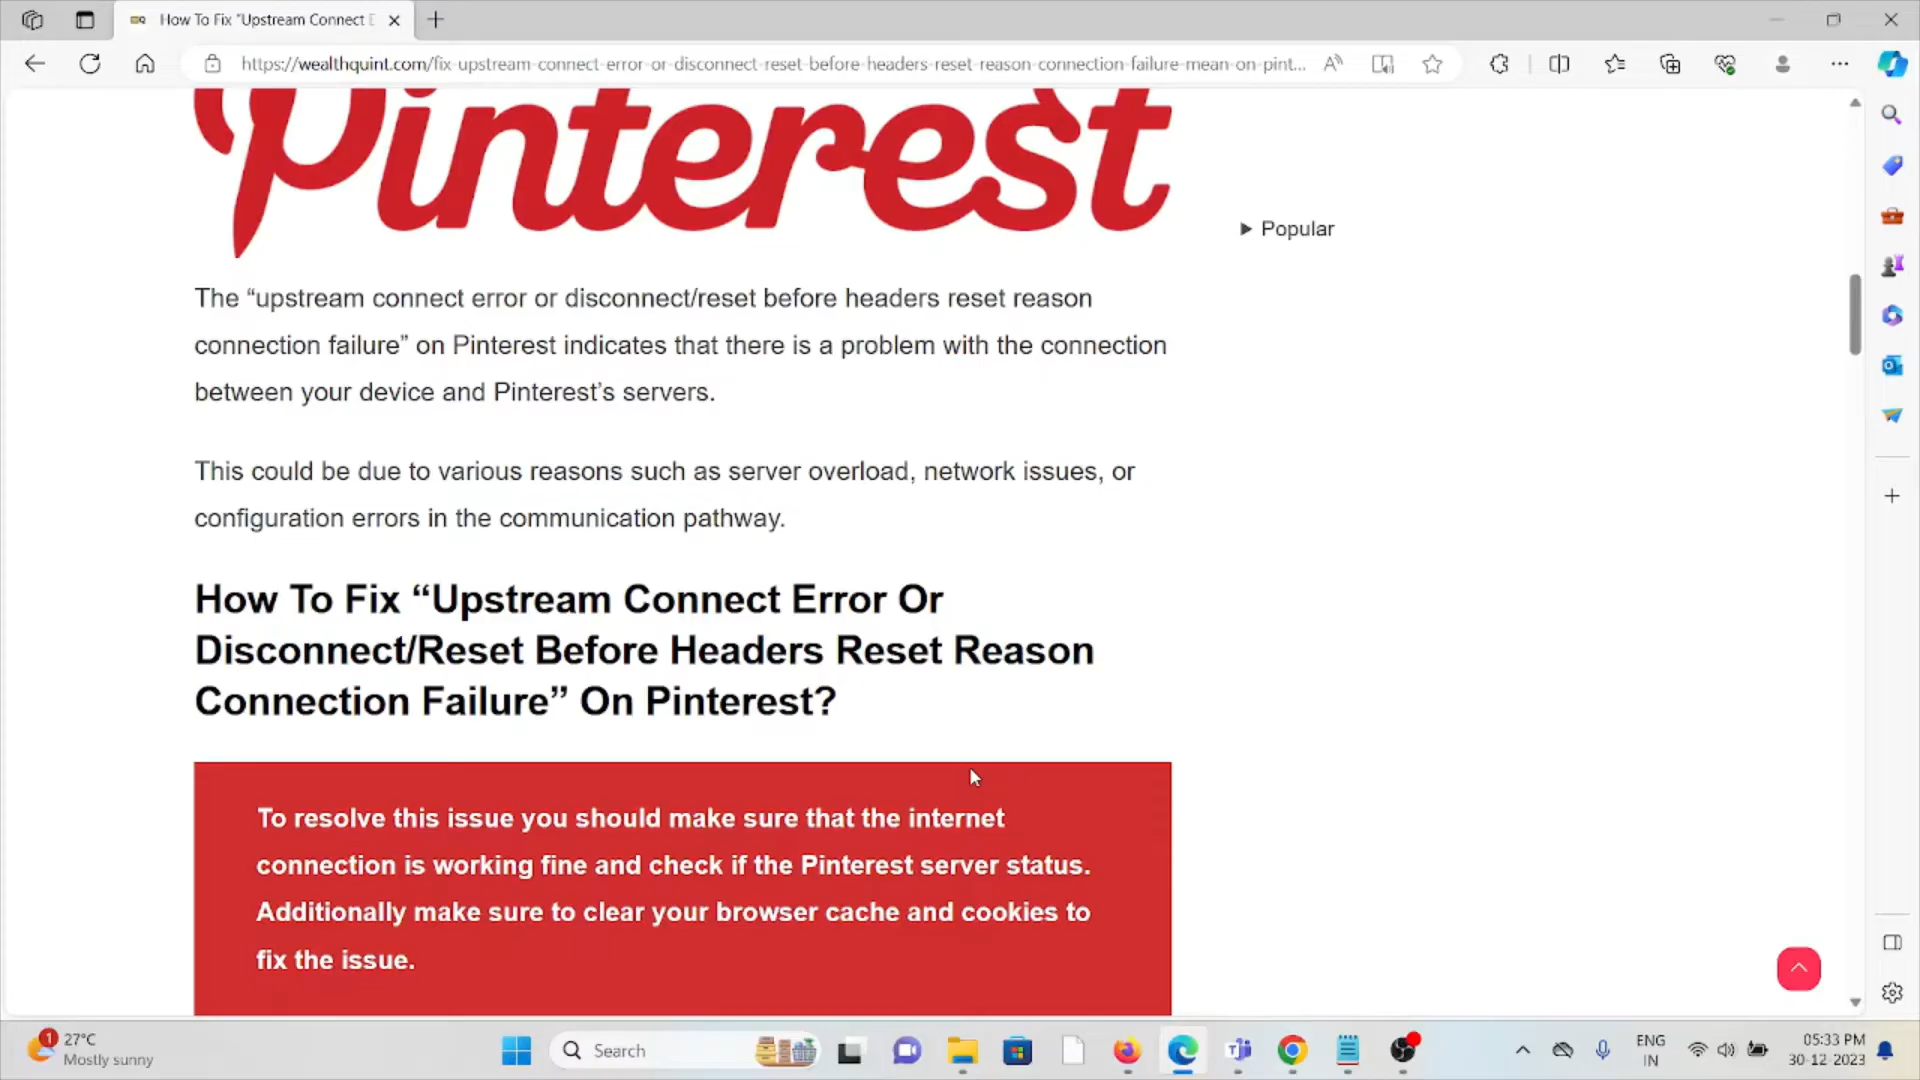 How To Fix "Upstream Connect E
https://wealthquint.com/fix-upstream-connect-error-or-disconnect-reset-before-headers-reset-reason-connection-failure-mean-on-pint...
Pinterest
Popular
The “upstream connect error or disconnect/reset before headers reset reason
connection failure” on Pinterest indicates that there is a problem with the connection
between your device and Pinterest’s servers.
This could be due to various reasons such as server overload, network issues, or
configuration errors in the communication pathway.
How To Fix “Upstream Connect Error Or
Disconnect/Reset Before Headers Reset Reason
Connection Failure” On Pinterest?
To resolve this issue you should make sure that the internet
connection is working fine and check if the Pinterest server status.
Additionally make sure to clear your browser cache and cookies to
fix the issue.
1
27°C
Mostly sunny
Search
ENG
IN
05:33 PM
30-12-2023